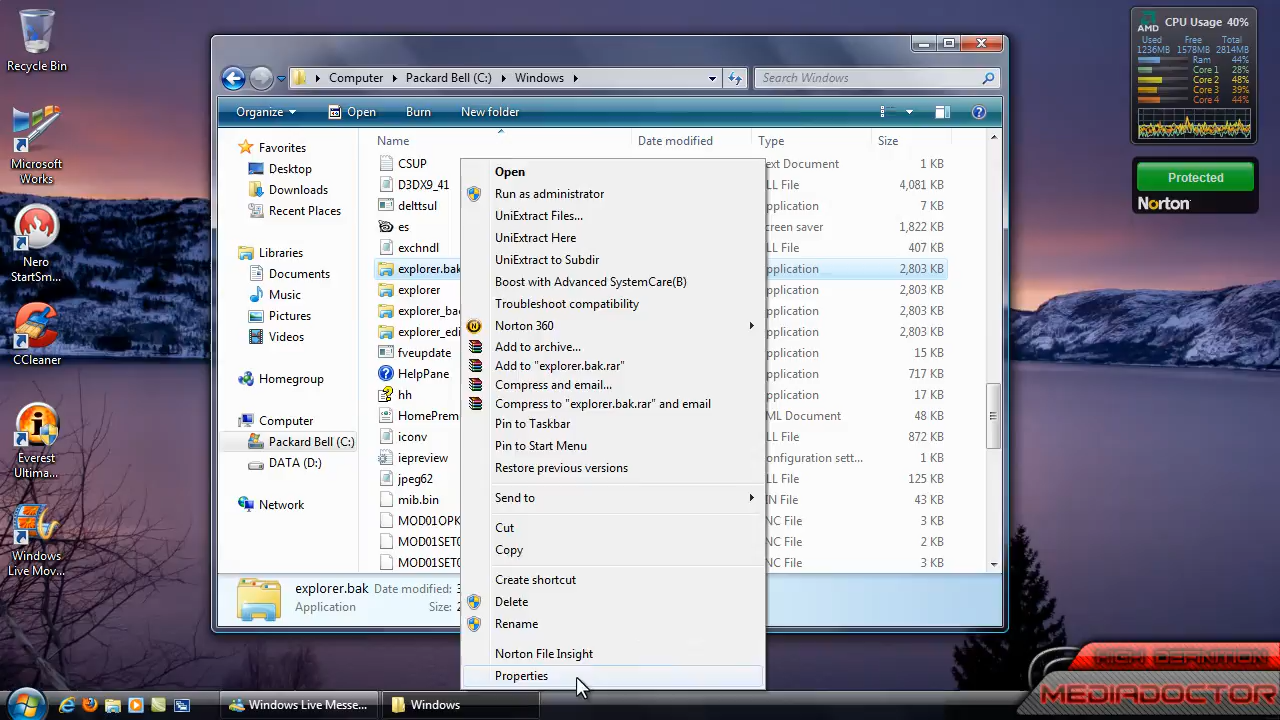 Recycle Bin
Microsoft
Works
Nero
StartSm...
CCleaner
Everest
Ultima...
Windows
Live Mov...
Computer
Packard Bell (C:)
Windows
Search Windows
Organize
Open
Burn
New folder
Favorites
Desktop
Downloads
Recent Places
Libraries
Documents
Music
Pictures
Videos
Homegroup
Computer
Packard Bell (C:)
DATA (D:)
Network
Name
Date modified
Type
Size
CSUP
ext Document
1 KB
D3DX9_41
LL File
4,081 KB
delttsul
pplication
7 KB
es
creen saver
1,822 KB
exchndl
LL File
407 KB
explorer.bak
pplication
2,803 KB
explorer
pplication
2,803 KB
explorer_ba
pplication
2,803 KB
explorer_edi
pplication
2,803 KB
fveupdate
pplication
15 KB
HelpPane
pplication
717 KB
hh
pplication
17 KB
HomePrem
ML Document
48 KB
iconv
LL File
872 KB
iepreview
onfiguration sett...
1 KB
jpeg62
LL File
125 KB
mib.bin
IN File
4 KB
MOD01OPK
NC File
3 KB
MOD01SET
NC File
2 KB
MOD01SET
NC File
3 KB
Open
Run as administrator
UniExtract Files...
UniExtract Here
UniExtract to Subdir
Boost with Advanced SystemCare(B)
Troubleshoot compatibility
Norton 360
Add to archive...
Add to "explorer.bak.rar"
Compress and email...
Compress to "explorer.bak.rar" and email
Pin to Taskbar
Pin to Start Menu
Restore previous versions
Send to
Cut
Copy
Create shortcut
Delete
Rename
Norton File Insight
Properties
explorer.bak
Date modified:
Application
Size:
AMD
CPU Usage 40%
Used Free Total
1236MB 1578MB 2814MB
Ram 44%
Core 1 28%
Core 2 48%
Core 3 39%
Core 4 44%
Protected
Norton
Windows Live Messe...
Windows
HIGH DEFINITION
MEDIADOCTOR